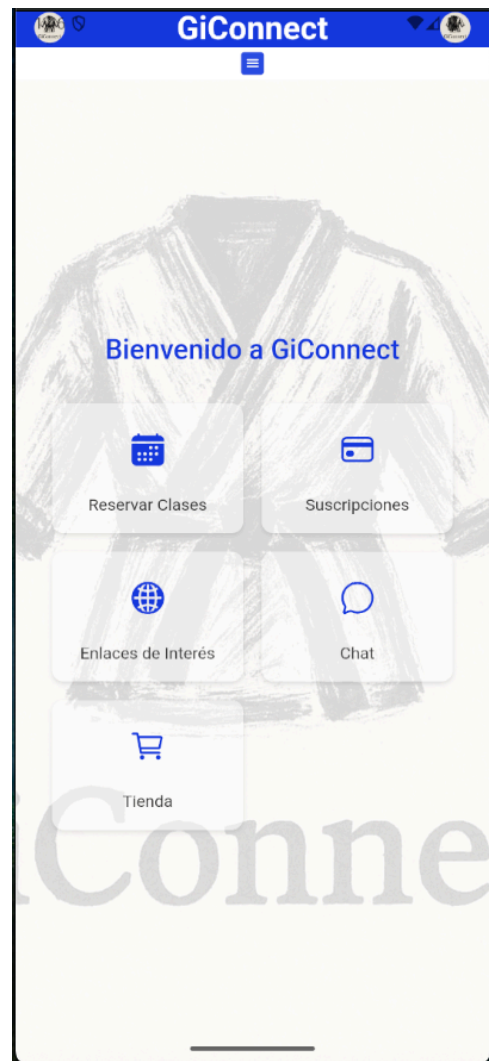 GiConnect
Bienvenido a GiConnect
Reservar Clases
Suscripciones
Enlaces de Interés
Chat
Tienda
iConne